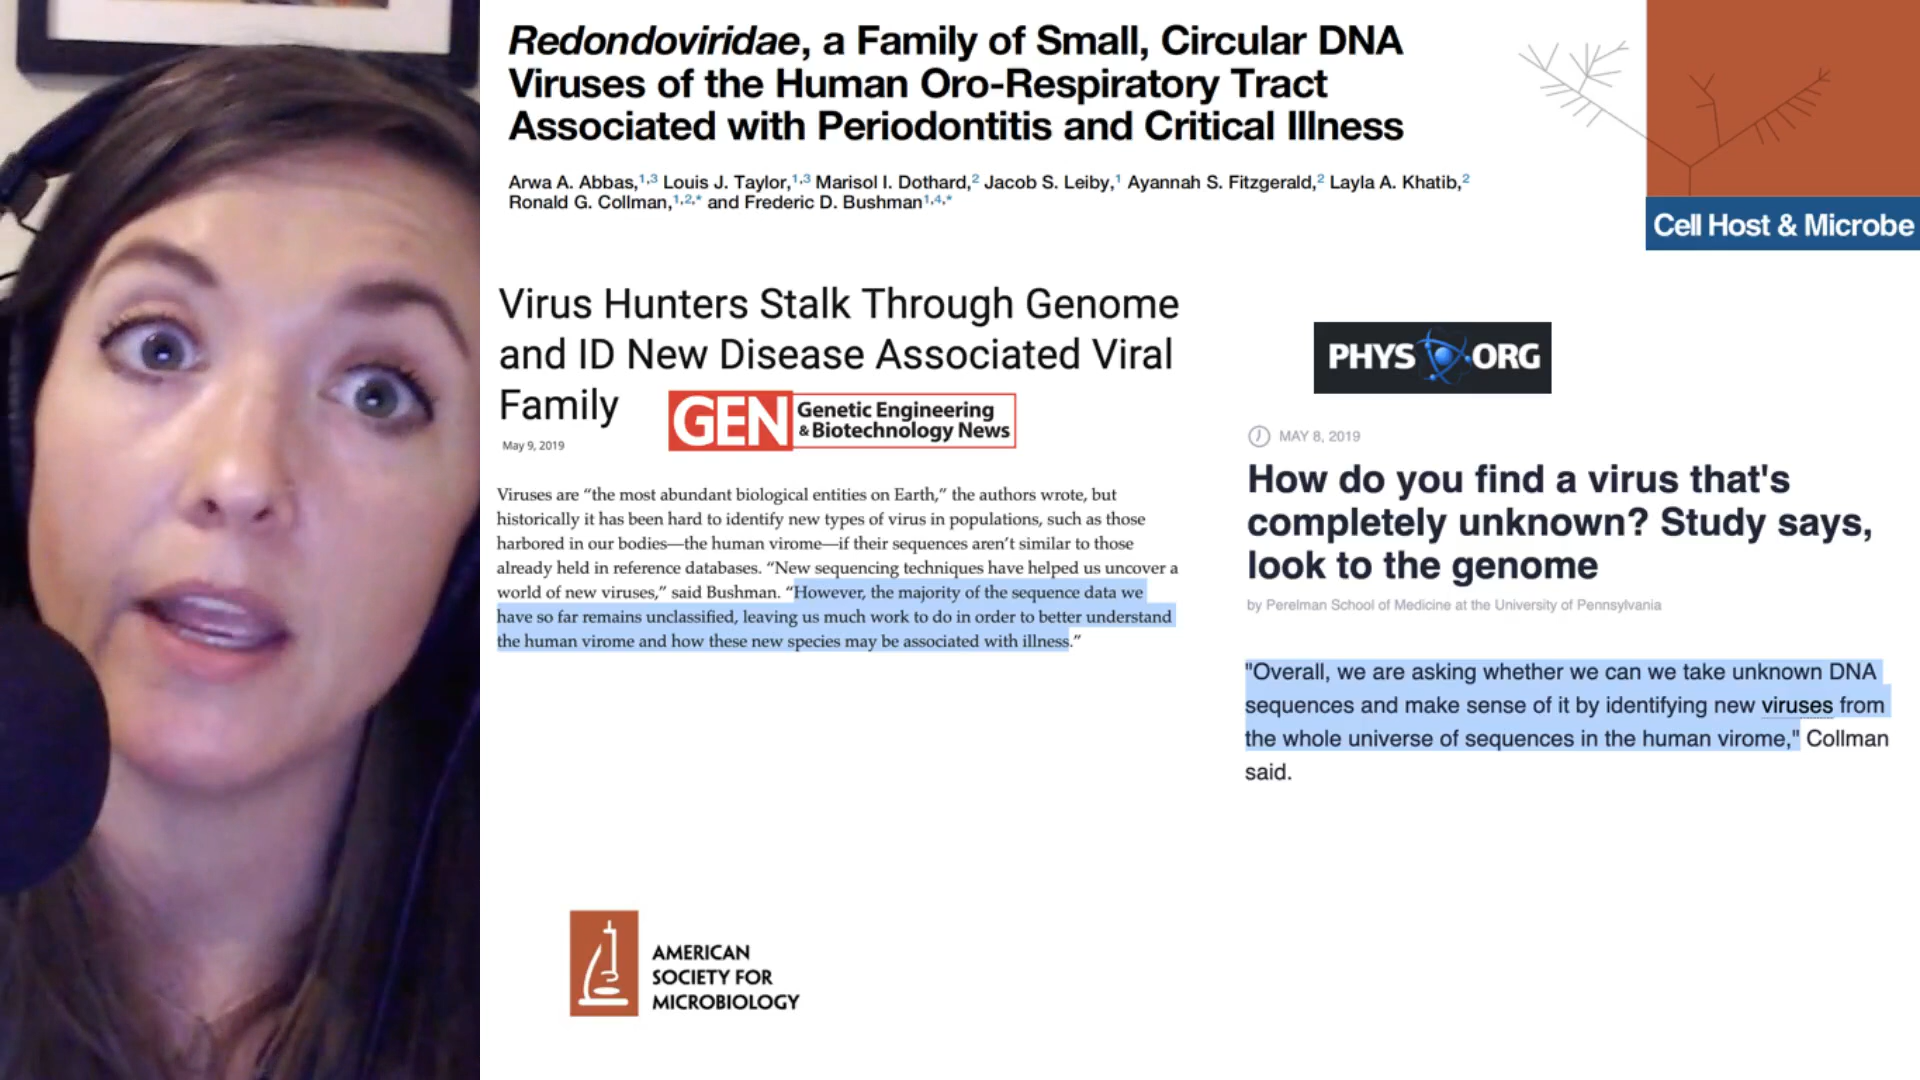 Redondoviridae, a Family of Small, Circular DNA
Viruses of the Human Oro-Respiratory Tract
Associated with Periodontitis and Critical Illness
Arwa A. Abbas,1,3 Louis J. Taylor,1,3 Marisol I. Dothard,2 Jacob S. Leiby,1 Ayannah S. Fitzgerald,2 Layla A. Khatib,2
Ronald G. Collman,1,2,* and Frederic D. Bushman1,4,*
Cell Host & Microbe
Virus Hunters Stalk Through Genome
and ID New Disease Associated Viral
Family
GEN Genetic Engineering
& Biotechnology News
May 9, 2019
Viruses are “the most abundant biological entities on Earth,” the authors wrote, but
historically it has been hard to identify new types of virus in populations, such as those
harbored in our bodies—the human virome—if their sequences aren’t similar to those
already held in reference databases. “New sequencing techniques have helped us uncover a
world of new viruses,” said Bushman. “However, the majority of the sequence data we
have so far remains unclassified, leaving us much work to do in order to better understand
the human virome and how these new species may be associated with illness.”
PHYS ORG
MAY 8, 2019
How do you find a virus that's
completely unknown? Study says,
look to the genome
by Perelman School of Medicine at the University of Pennsylvania
"Overall, we are asking whether we can we take unknown DNA
sequences and make sense of it by identifying new viruses from
the whole universe of sequences in the human virome," Collman
said.
AMERICAN
SOCIETY FOR
MICROBIOLOGY